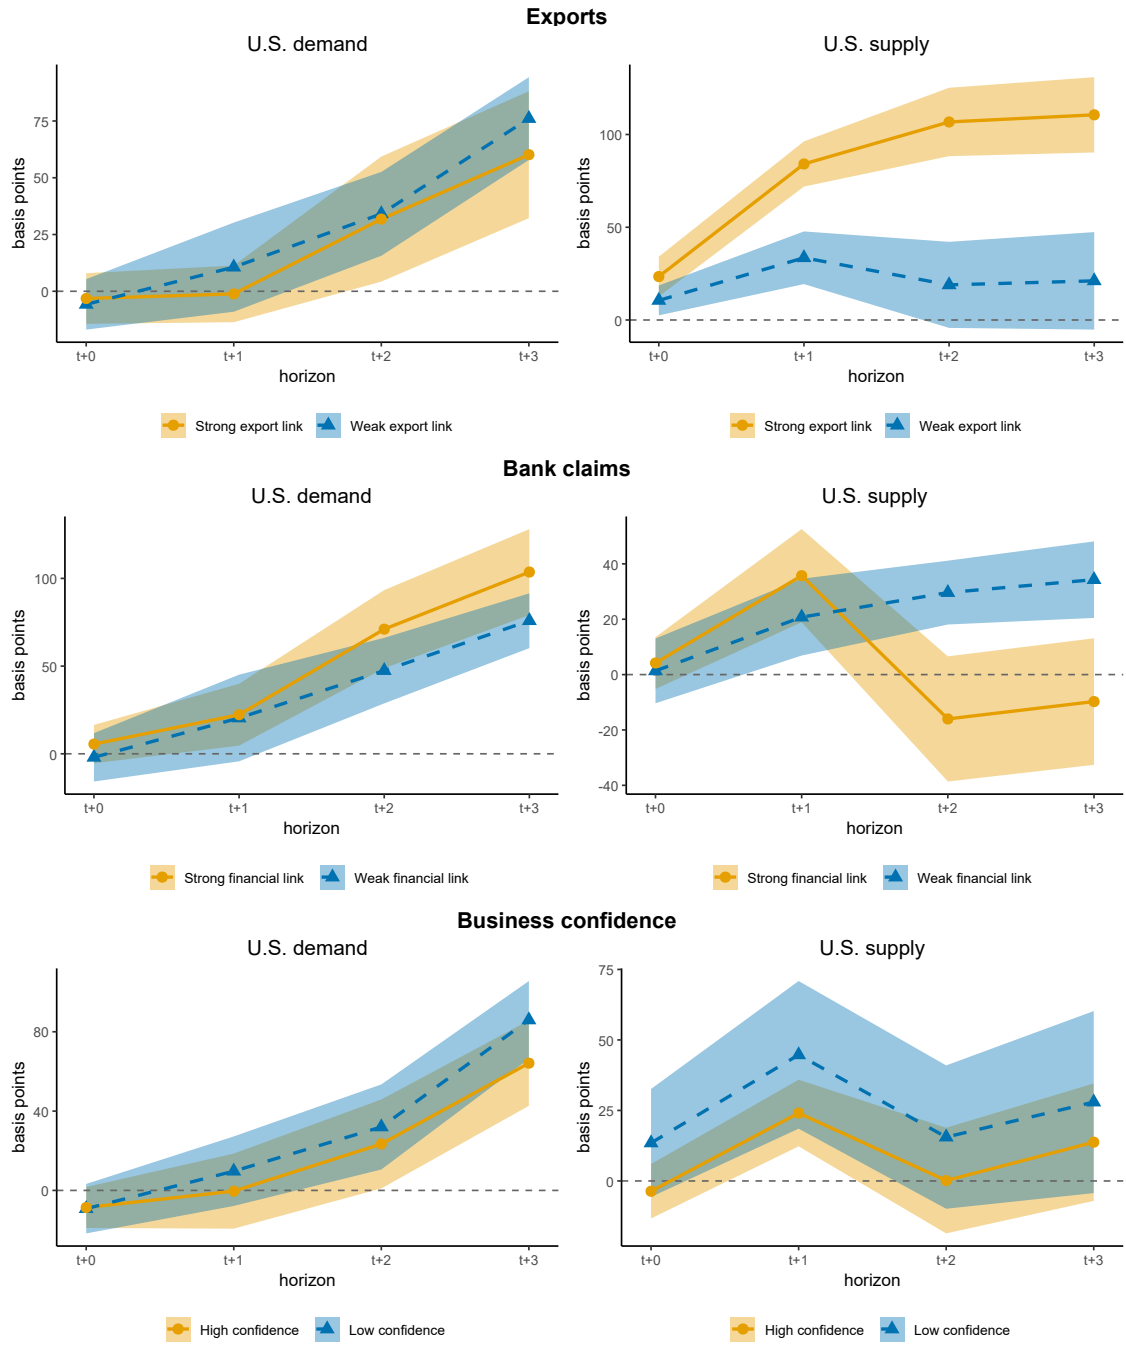 Exports
U.S. demand
U.S. supply
basis points
75
50
25
0
t+0 t+1 t+2 t+3
horizon
Strong export link Weak export link
basis points
100
50
0
t+0 t+1 t+2 t+3
horizon
Strong export link Weak export link
Bank claims
U.S. demand
U.S. supply
basis points
100
50
0
t+0 t+1 t+2 t+3
horizon
Strong financial link Weak financial link
basis points
40
20
0
-20
-40
t+0 t+1 t+2 t+3
horizon
Strong financial link Weak financial link
Business confidence
U.S. demand
U.S. supply
basis points
80
40
0
t+0 t+1 t+2 t+3
horizon
High confidence Low confidence
basis points
75
50
25
0
t+0 t+1 t+2 t+3
horizon
High confidence Low confidence